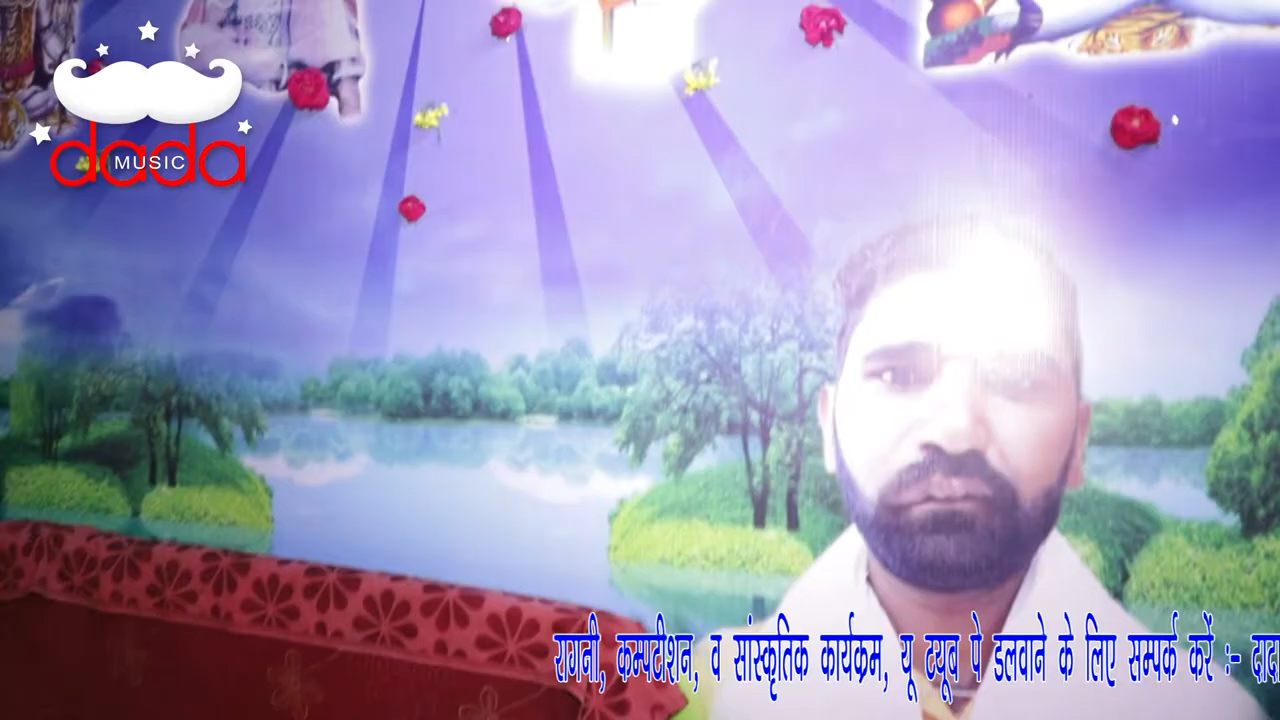 dada
MUSIC
रागनी, कम्पटीशन, व सांस्कृतिक कार्यक्रम, यू ट्यूब पे डलवाने के लिए सम्पर्क करें :- दादा